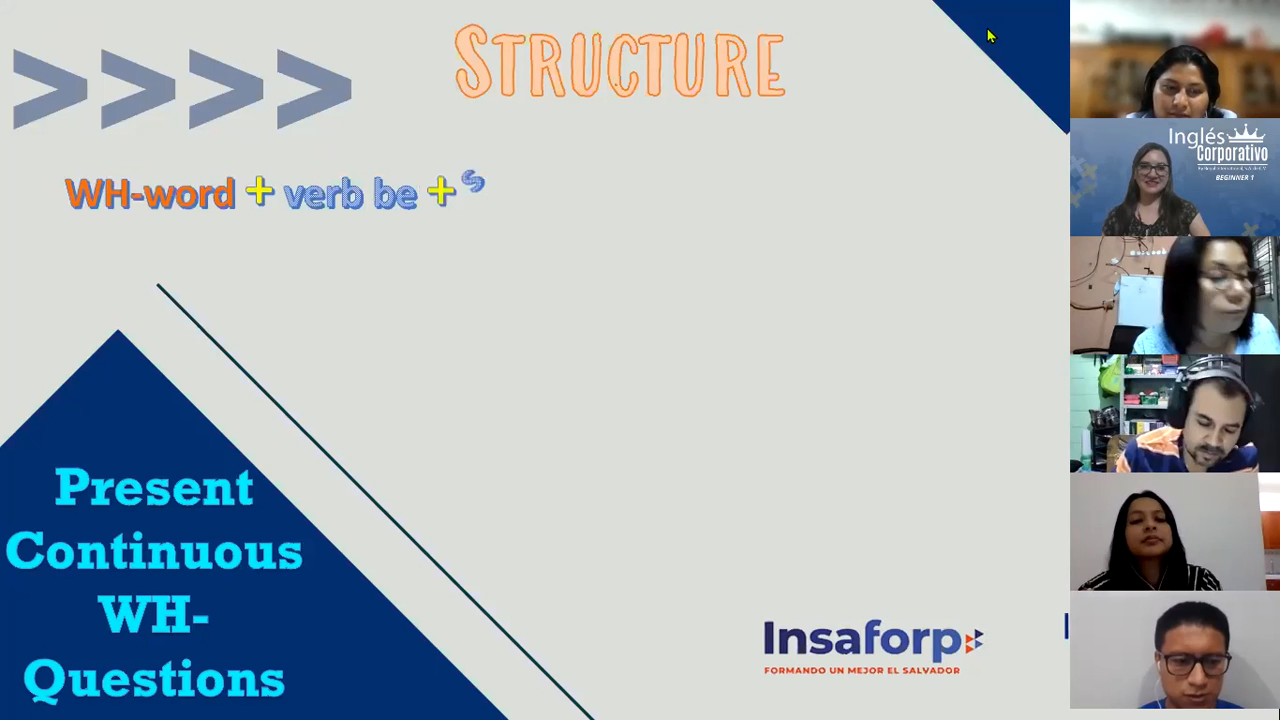 STRUCTURE
>>>>
WH-word + verb be + s
Present
Continuous
WH-
Questions
Insaforp
FORMANDO UN MEJOR EL SALVADOR
Inglés
Corporativo
BEGINNER 1